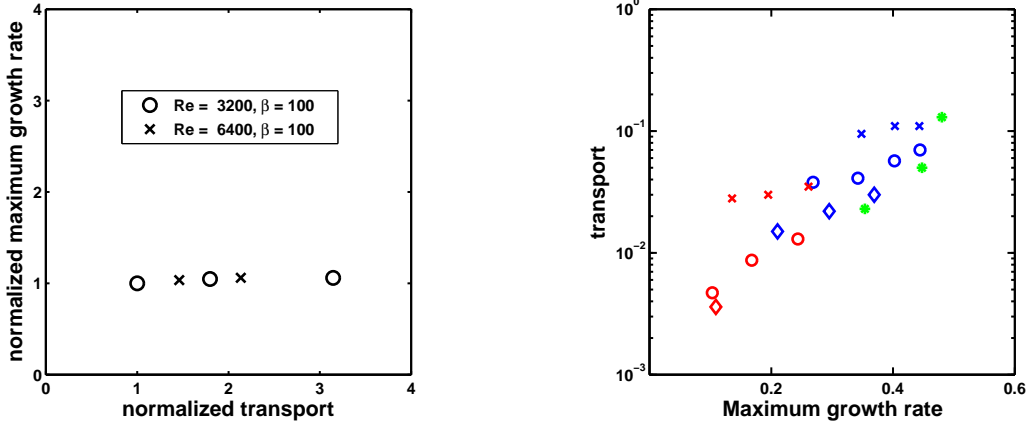 normalized maximum growth rate
4
3
2
1
0
Re = 3200, β = 100
Re = 6400, β = 100
0 1 2 3 4
normalized transport
transport
10^0
10^-1
10^-2
10^-3
0.2 0.4 0.6
Maximum growth rate